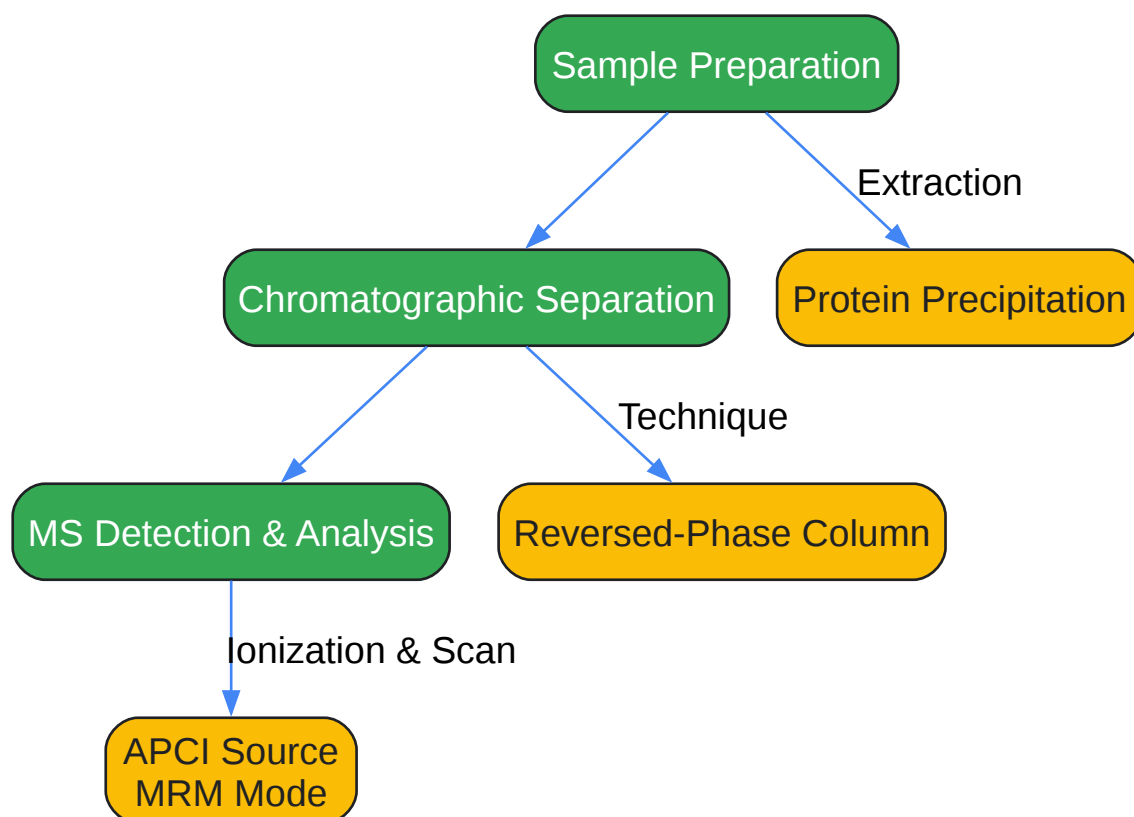 Sample Preparation
Extraction
Chromatographic Separation
Protein Precipitation
Technique
MS Detection & Analysis
Reversed-Phase Column
Ionization & Scan
APCI Source
MRM Mode